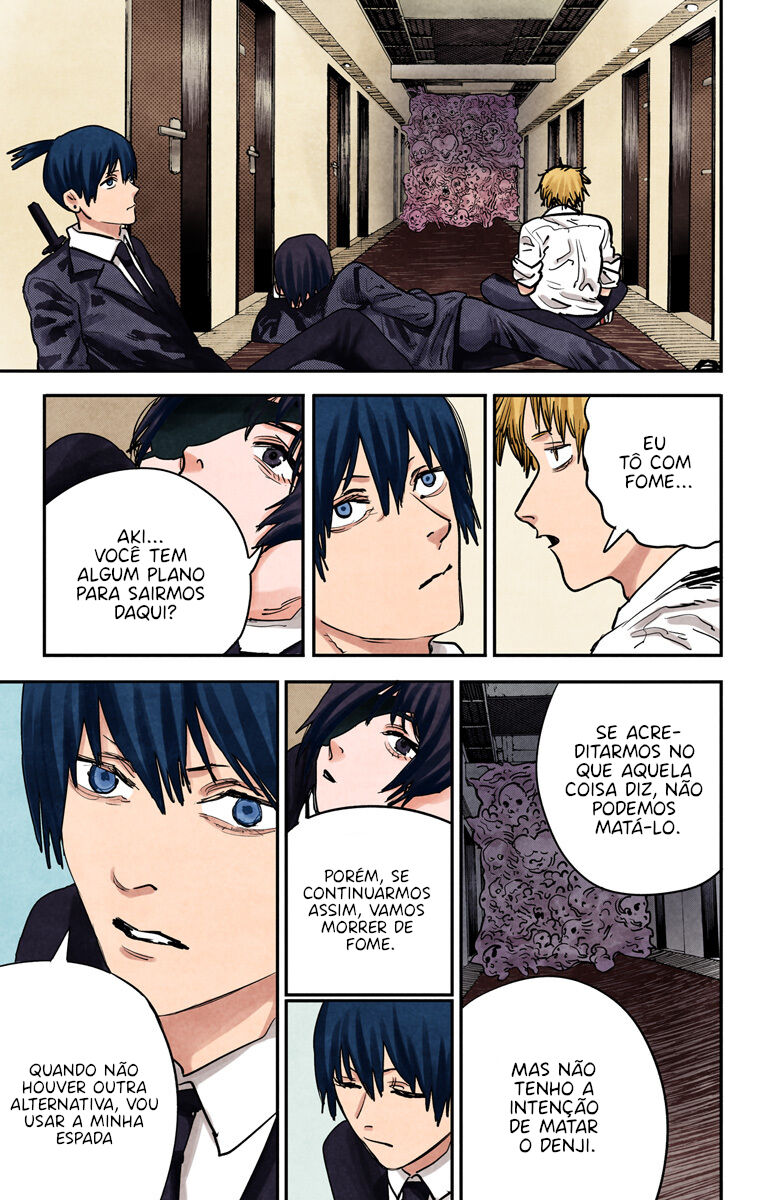 EU
TÔ COM
FOME...
AKI...
VOCÊ TEM
ALGUM PLANO
PARA SAIRMOS
DAQUI?
SE ACRE-
DITARMOS NO
QUE AQUELA
COISA DIZ, NÃO
PODEMOS
MATÁ-LO.
MAS NÃO
TENHO A
INTENÇÃO
DE MATAR
O DENJI.
PORÉM, SE
CONTINUARMOS
ASSIM, VAMOS
MORRER DE
FOME.
QUANDO NÃO
HOUVER OUTRA
ALTERNATIVA, VOU
USAR A MINHA
ESPADA